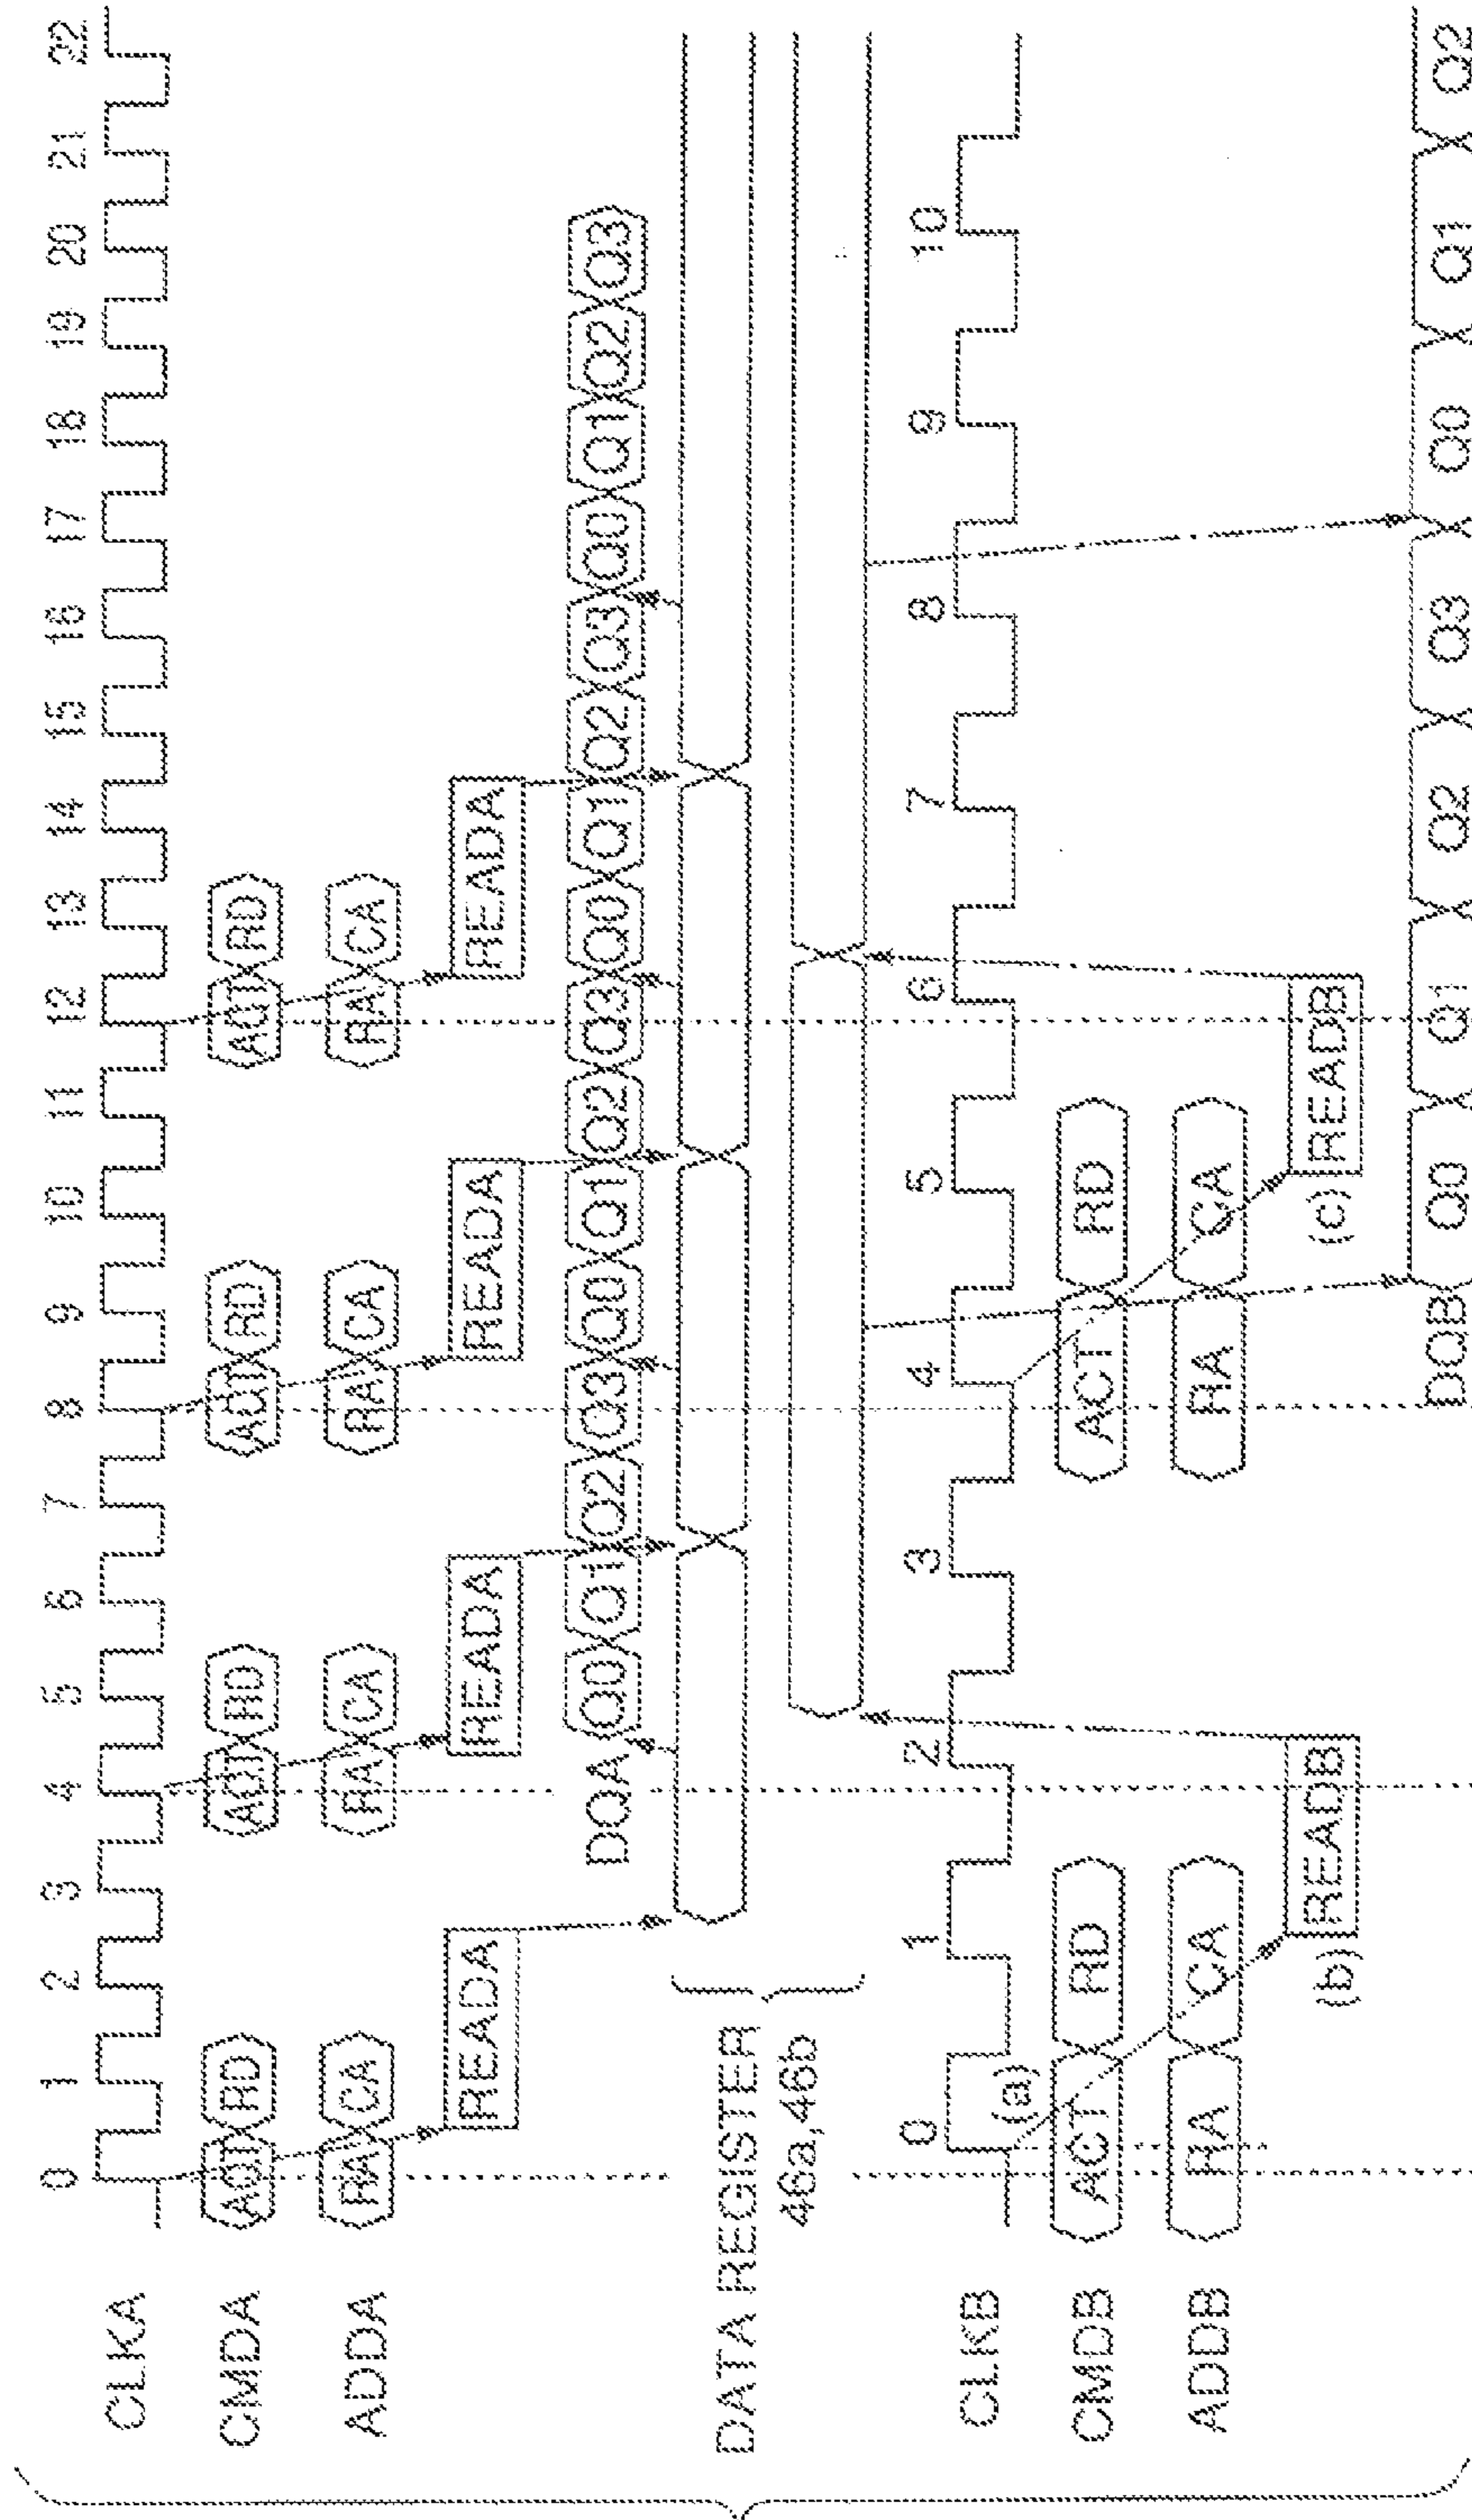 0 1 2 3 4 5 6 7 8 9 10 11 12 13 14 15 16 17 18 19 20 21 22
CLKA
CMDA ACT RD ACT RD ACT RD ACT RD
ADDA RA CA RA CA RA CA RA CA
READA READA READA READA
DQA Q0 Q1 Q2 Q3 Q0 Q1 Q2 Q3 Q0 Q1 Q2 Q3 Q0 Q1 Q2 Q3
DATA REGISTER
46a,46b
0 1 2 3 4 5 6 7 8 9 10
CLKB
(a)
CMDB ACT RD ACT RD
ADDB RA CA RA CA
(b) READB (c) READB
DQB Q0 Q1 Q2 Q3 Q0 Q1 Q2